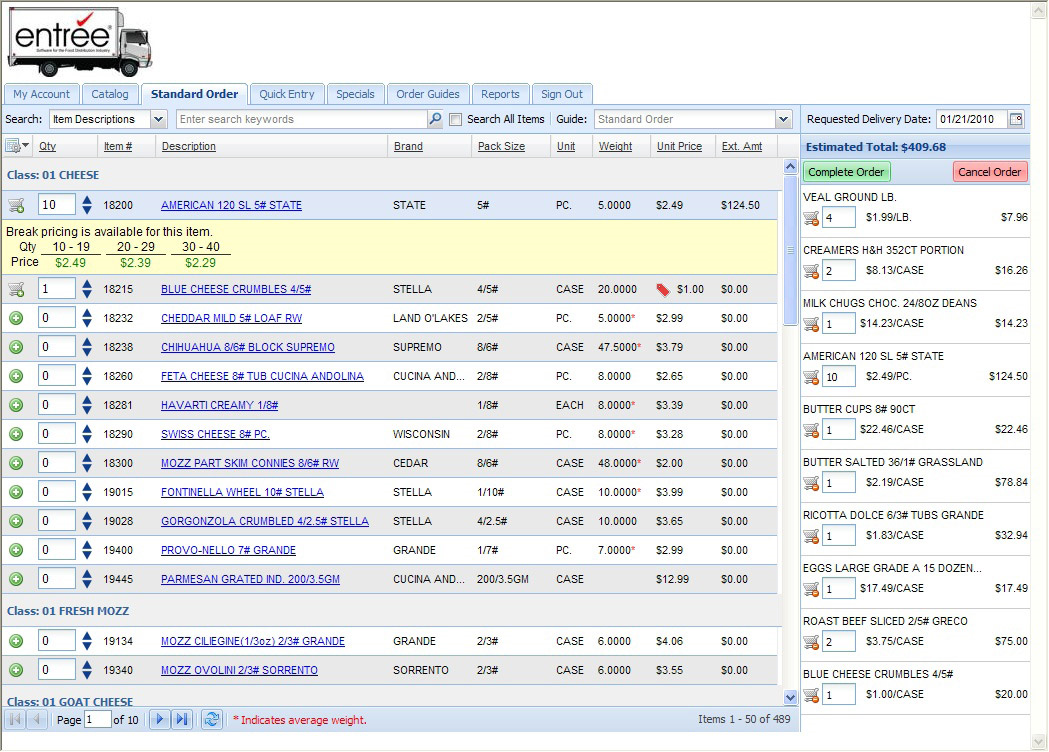 entrée®
Software for the Food Distribution Industry
My Account Catalog Standard Order Quick Entry Specials Order Guides Reports Sign Out
Search: Item Descriptions Enter search keywords Search All Items Guide: Standard Order
Qty Item # Description Brand Pack Size Unit Weight Unit Price Ext. Amt
Class: 01 CHEESE
10 18200 AMERICAN 120 SL 5# STATE STATE 5# PC. 5.0000 $2.49 $124.50
Break pricing is available for this item.
Qty 10 - 19 20 - 29 30 - 40
Price $2.49 $2.39 $2.29
1 18215 BLUE CHEESE CRUMBLES 4/5# STELLA 4/5# CASE 20.0000 $1.00 $0.00
0 18232 CHEDDAR MILD 5# LOAF RW LAND O'LAKES 2/5# PC. 5.0000* $2.99 $0.00
0 18238 CHIHUAHUA 8/6# BLOCK SUPREMO SUPREMO 8/6# CASE 47.5000* $3.79 $0.00
0 18260 FETA CHEESE 8# TUB CUCINA ANDOLINA CUCINA AND... 2/8# PC. 8.0000 $2.65 $0.00
0 18281 HAVARTI CREAMY 1/8# 1/8# EACH 8.0000* $3.39 $0.00
0 18290 SWISS CHEESE 8# PC. WISCONSIN 2/8# PC. 8.0000* $3.28 $0.00
0 18300 MOZZ PART SKIM CONNIES 8/6# RW CEDAR 8/6# CASE 48.0000* $2.00 $0.00
0 19015 FONTINELLA WHEEL 10# STELLA STELLA 1/10# CASE 10.0000* $3.99 $0.00
0 19028 GORGONZOLA CRUMBLED 4/2.5# STELLA STELLA 4/2.5# CASE 10.0000 $3.65 $0.00
0 19400 PROVO-NELLO 7# GRANDE GRANDE 1/7# PC. 7.0000* $2.99 $0.00
0 19445 PARMESAN GRATED IND. 200/3.5GM CUCINA AND... 200/3.5GM CASE $12.99 $0.00
Class: 01 FRESH MOZZ
0 19134 MOZZ CILIEGINE(1/3oz) 2/3# GRANDE GRANDE 2/3# CASE 6.0000 $4.06 $0.00
0 19340 MOZZ OVOLINI 2/3# SORRENTO SORRENTO 2/3# CASE 6.0000 $3.55 $0.00
Class: 01 GOAT CHEESE
Page 1 of 10 * Indicates average weight. Items 1 - 50 of 489
Requested Delivery Date: 01/21/2010
Estimated Total: $409.68
Complete Order Cancel Order
VEAL GROUND LB.
4 $1.99/LB. $7.96
CREAMERS H&H 352CT PORTION
2 $8.13/CASE $16.26
MILK CHUGS CHOC. 24/8OZ DEANS
1 $14.23/CASE $14.23
AMERICAN 120 SL 5# STATE
10 $2.49/PC. $124.50
BUTTER CUPS 8# 90CT
1 $22.46/CASE $22.46
BUTTER SALTED 36/1# GRASSLAND
1 $2.19/CASE $78.84
RICOTTA DOLCE 6/3# TUBS GRANDE
1 $1.83/CASE $32.94
EGGS LARGE GRADE A 15 DOZEN...
1 $17.49/CASE $17.49
ROAST BEEF SLICED 2/5# GRECO
2 $3.75/CASE $75.00
BLUE CHEESE CRUMBLES 4/5#
1 $1.00/CASE $20.00